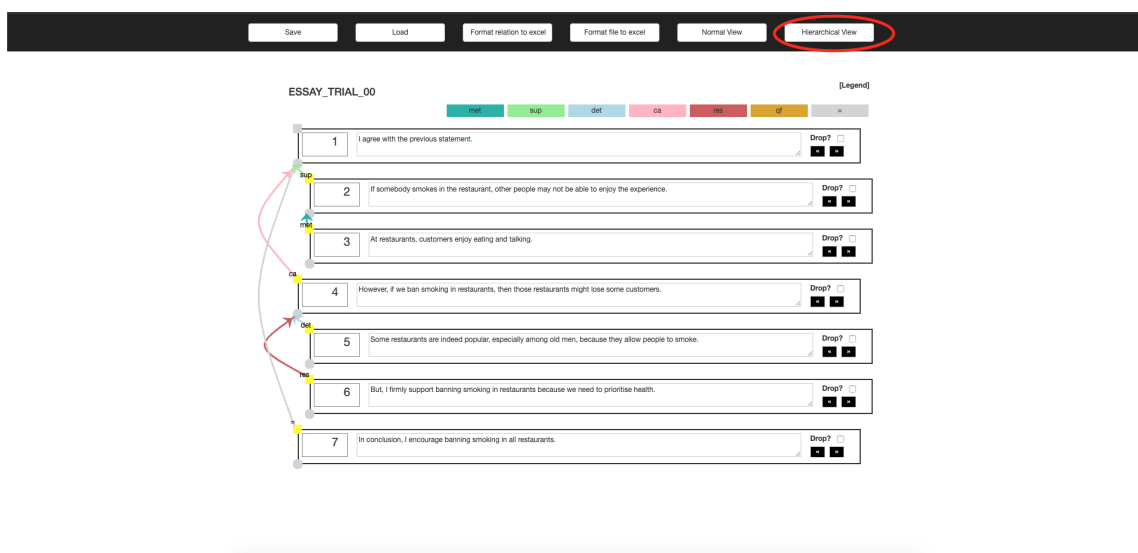 Save Load Format relation to excel Format file to excel Normal View Hierarchical View
[Legend]
ESSAY_TRIAL_00
met sup det ca res qf =
1 I agree with the previous statement. Drop?
« »
sup
2 If somebody smokes in the restaurant, other people may not be able to enjoy the experience. Drop?
« »
met
3 At restaurants, customers enjoy eating and talking. Drop?
« »
ca
4 However, if we ban smoking in restaurants, then those restaurants might lose some customers. Drop?
« »
det
5 Some restaurants are indeed popular, especially among old men, because they allow people to smoke. Drop?
« »
res
6 But, I firmly support banning smoking in restaurants because we need to prioritise health. Drop?
« »
=
7 In conclusion, I encourage banning smoking in all restaurants. Drop?
« »